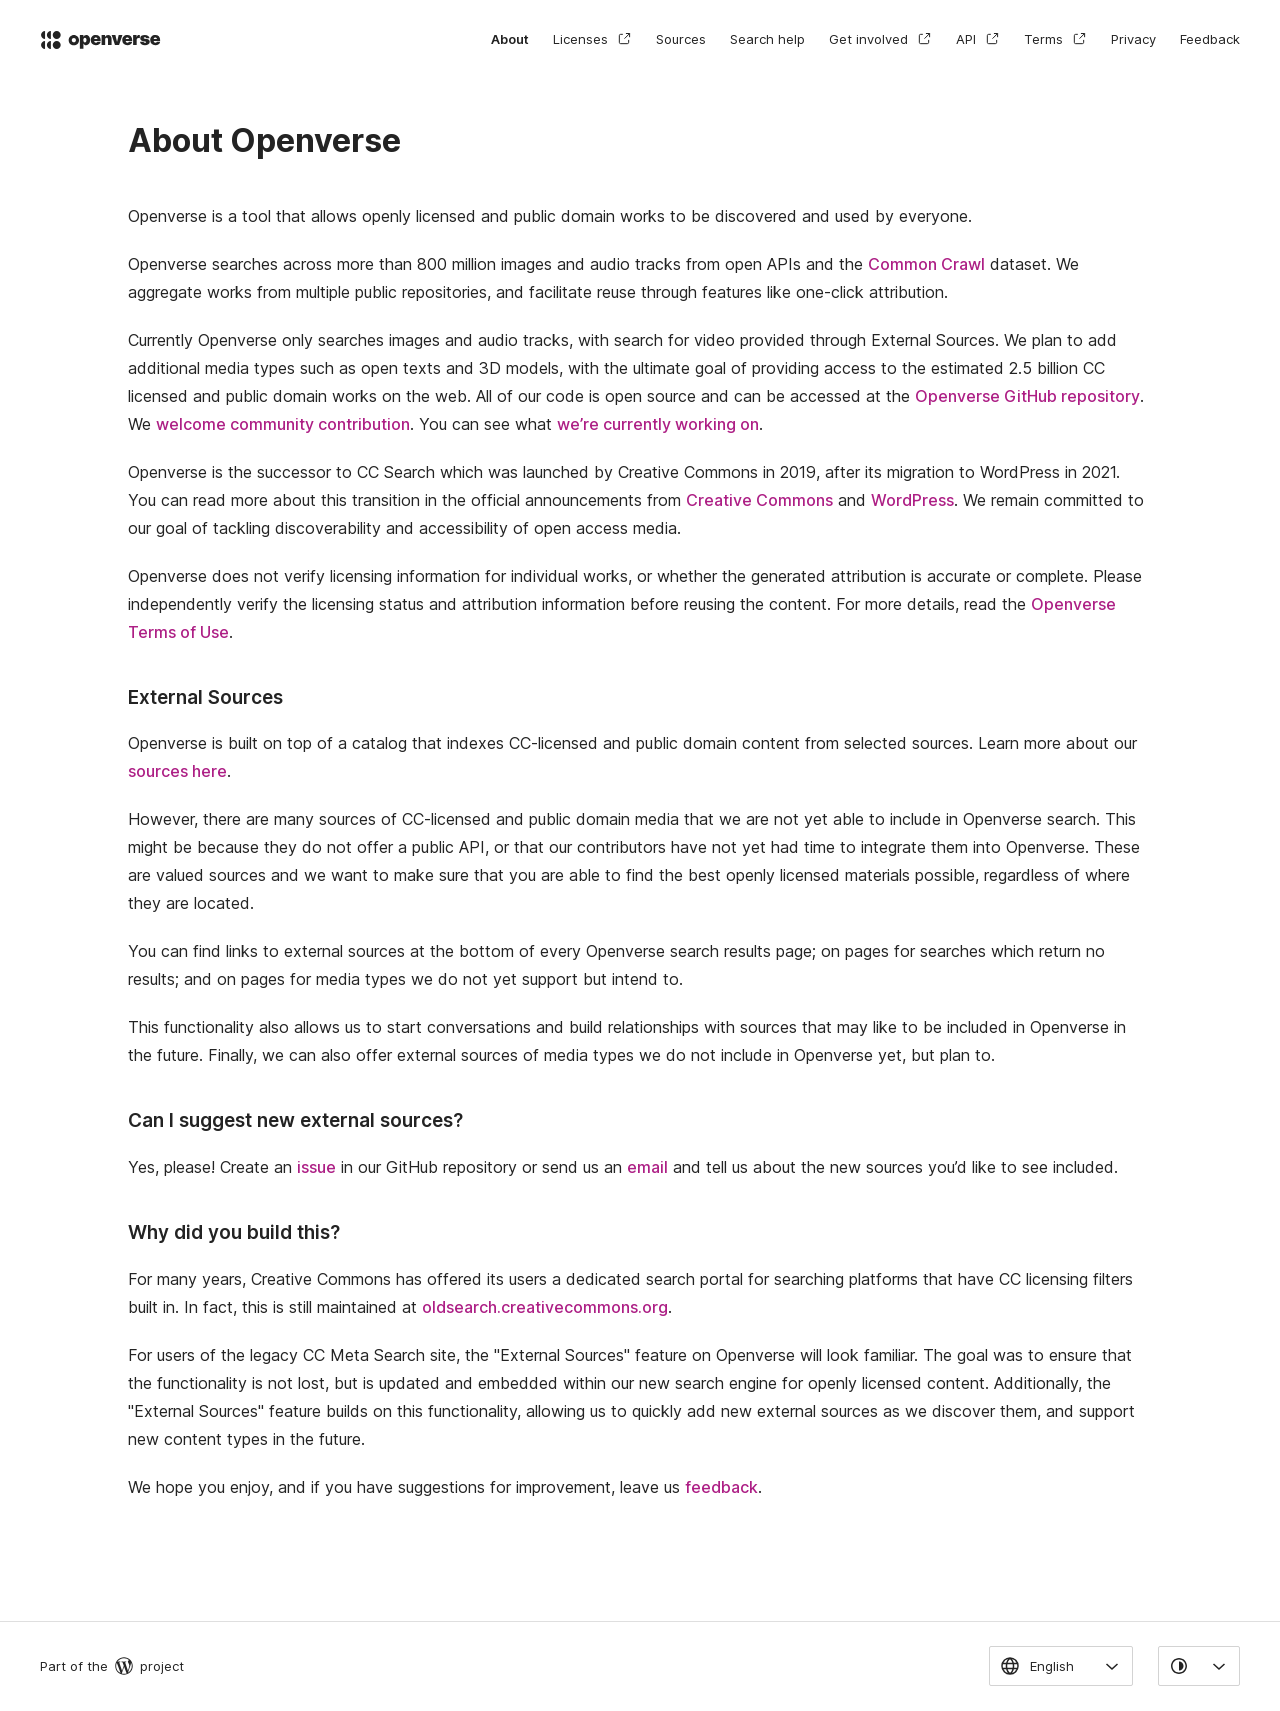 openverse
About Licenses Sources Search help Get involved API Terms Privacy Feedback
About Openverse
Openverse is a tool that allows openly licensed and public domain works to be discovered and used by everyone.
Openverse searches across more than 800 million images and audio tracks from open APIs and the Common Crawl dataset. We
aggregate works from multiple public repositories, and facilitate reuse through features like one-click attribution.
Currently Openverse only searches images and audio tracks, with search for video provided through External Sources. We plan to add
additional media types such as open texts and 3D models, with the ultimate goal of providing access to the estimated 2.5 billion CC
licensed and public domain works on the web. All of our code is open source and can be accessed at the Openverse GitHub repository.
We welcome community contribution. You can see what we’re currently working on.
Openverse is the successor to CC Search which was launched by Creative Commons in 2019, after its migration to WordPress in 2021.
You can read more about this transition in the official announcements from Creative Commons and WordPress. We remain committed to
our goal of tackling discoverability and accessibility of open access media.
Openverse does not verify licensing information for individual works, or whether the generated attribution is accurate or complete. Please
independently verify the licensing status and attribution information before reusing the content. For more details, read the Openverse
Terms of Use.
External Sources
Openverse is built on top of a catalog that indexes CC-licensed and public domain content from selected sources. Learn more about our
sources here.
However, there are many sources of CC-licensed and public domain media that we are not yet able to include in Openverse search. This
might be because they do not offer a public API, or that our contributors have not yet had time to integrate them into Openverse. These
are valued sources and we want to make sure that you are able to find the best openly licensed materials possible, regardless of where
they are located.
You can find links to external sources at the bottom of every Openverse search results page; on pages for searches which return no
results; and on pages for media types we do not yet support but intend to.
This functionality also allows us to start conversations and build relationships with sources that may like to be included in Openverse in
the future. Finally, we can also offer external sources of media types we do not include in Openverse yet, but plan to.
Can I suggest new external sources?
Yes, please! Create an issue in our GitHub repository or send us an email and tell us about the new sources you’d like to see included.
Why did you build this?
For many years, Creative Commons has offered its users a dedicated search portal for searching platforms that have CC licensing filters
built in. In fact, this is still maintained at oldsearch.creativecommons.org.
For users of the legacy CC Meta Search site, the "External Sources" feature on Openverse will look familiar. The goal was to ensure that
the functionality is not lost, but is updated and embedded within our new search engine for openly licensed content. Additionally, the
"External Sources" feature builds on this functionality, allowing us to quickly add new external sources as we discover them, and support
new content types in the future.
We hope you enjoy, and if you have suggestions for improvement, leave us feedback.
Part of the project
English